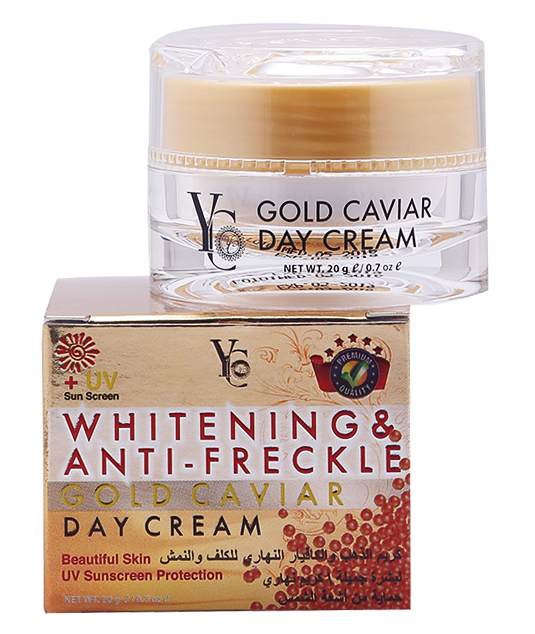 YC
GOLD CAVIAR
DAY CREAM
NET WT. 20 g ℮/0.7 oz ℮
YC
PREMIUM
QUALITY
+ UV
Sun Screen
WHITENING &
ANTI-FRECKLE
GOLD CAVIAR
DAY CREAM
Beautiful Skin
كريم الذهب والكافيار النهاري للكلف والنمش
UV Sunscreen Protection
لبشرة جميلة \ كريم نهاري
حماية من أشعة الشمس
NET WT. 20 g ℮/0.7 oz ℮